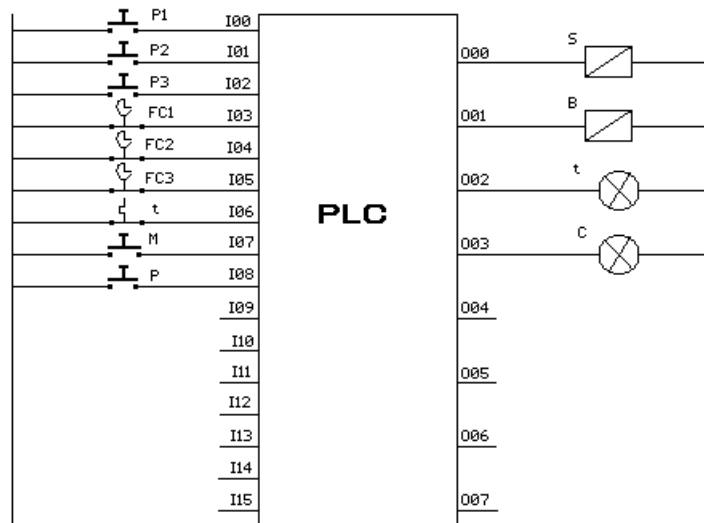 P1 I00
P2 I01
P3 I02
FC1 I03
FC2 I04
FC3 I05
t I06
M I07
P I08
I09
I10
I11
I12
I13
I14
I15
PLC
S
O00
B
O01
t
O02
C
O03
O04
O05
O06
O07